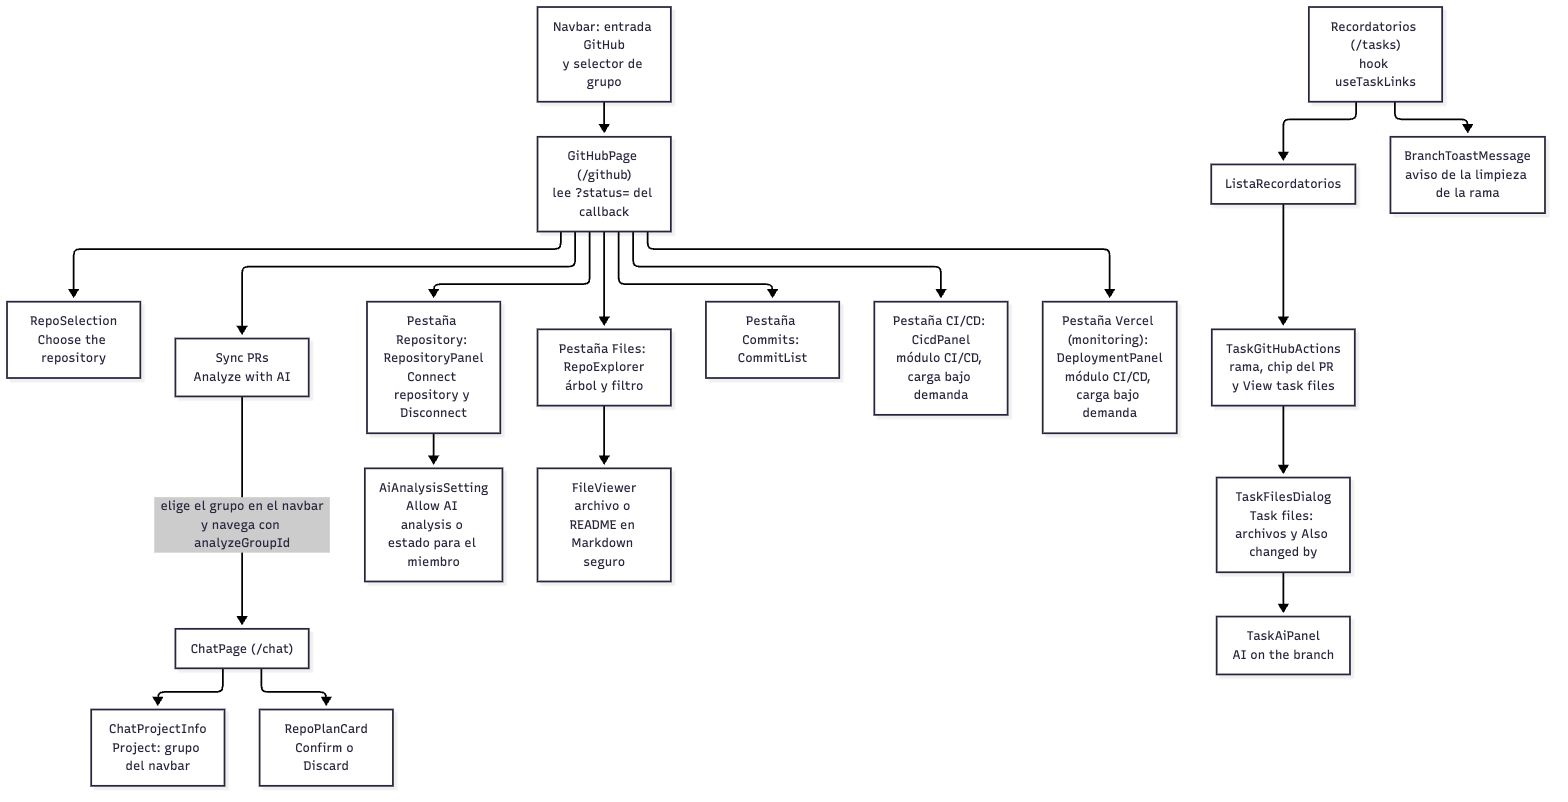 Navbar: entrada
GitHub
y selector de
grupo
Recordatorios
(/tasks)
hook
useTaskLinks
GitHubPage
(/github)
lee ?status= del
callback
BranchToastMessage
aviso de la limpieza
de la rama
ListaRecordatorios
RepoSelection
Choose the
repository
Sync PRs
Analyze with AI
Pestaña
Repository:
RepositoryPanel
Connect
repository y
Disconnect
Pestaña Files:
RepoExplorer
árbol y filtro
Pestaña
Commits:
CommitList
Pestaña CI/CD:
CicdPanel
módulo CI/CD,
carga bajo
demanda
Pestaña Vercel
(monitoring):
DeploymentPanel
módulo CI/CD,
carga bajo
demanda
TaskGitHubActions
rama, chip del PR
y View task files
elige el grupo en el navbar
y navega con
analyzeGroupId
AiAnalysisSetting
Allow AI
analysis o
estado para el
miembro
FileViewer
archivo o
README en
Markdown
seguro
TaskFilesDialog
Task files:
archivos y Also
changed by
ChatPage (/chat)
TaskAiPanel
AI on the branch
ChatProjectInfo
Project: grupo
del navbar
RepoPlanCard
Confirm o
Discard